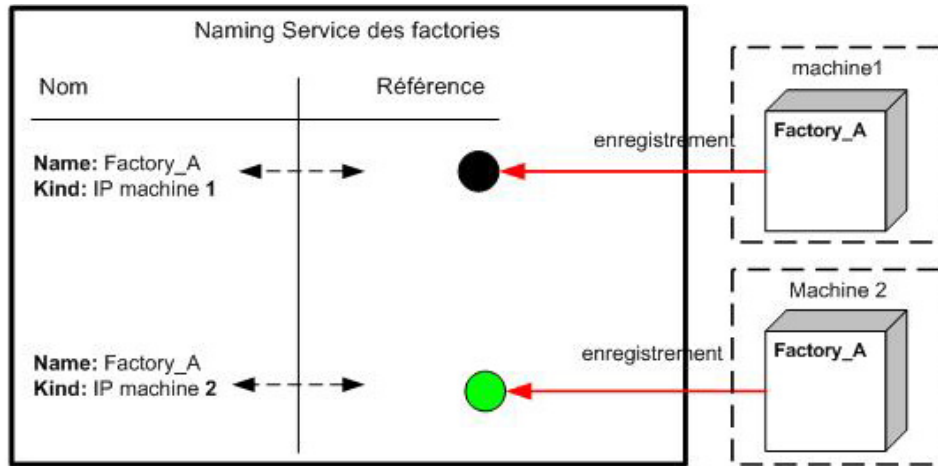 Naming Service des factories
Nom
Référence
Name: Factory_A
Kind: IP machine 1
enregistrement
machine1
Factory_A
Name: Factory_A
Kind: IP machine 2
enregistrement
Machine 2
Factory_A